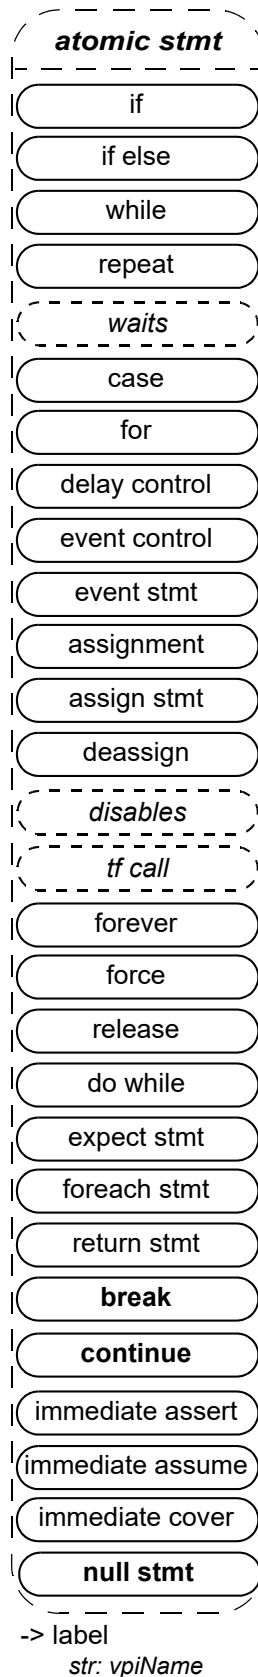 atomic stmt
if
if else
while
repeat
waits
case
for
delay control
event control
event stmt
assignment
assign stmt
deassign
disables
tf call
forever
force
release
do while
expect stmt
foreach stmt
return stmt
break
continue
immediate assert
immediate assume
immediate cover
null stmt
-> label
str: vpiName